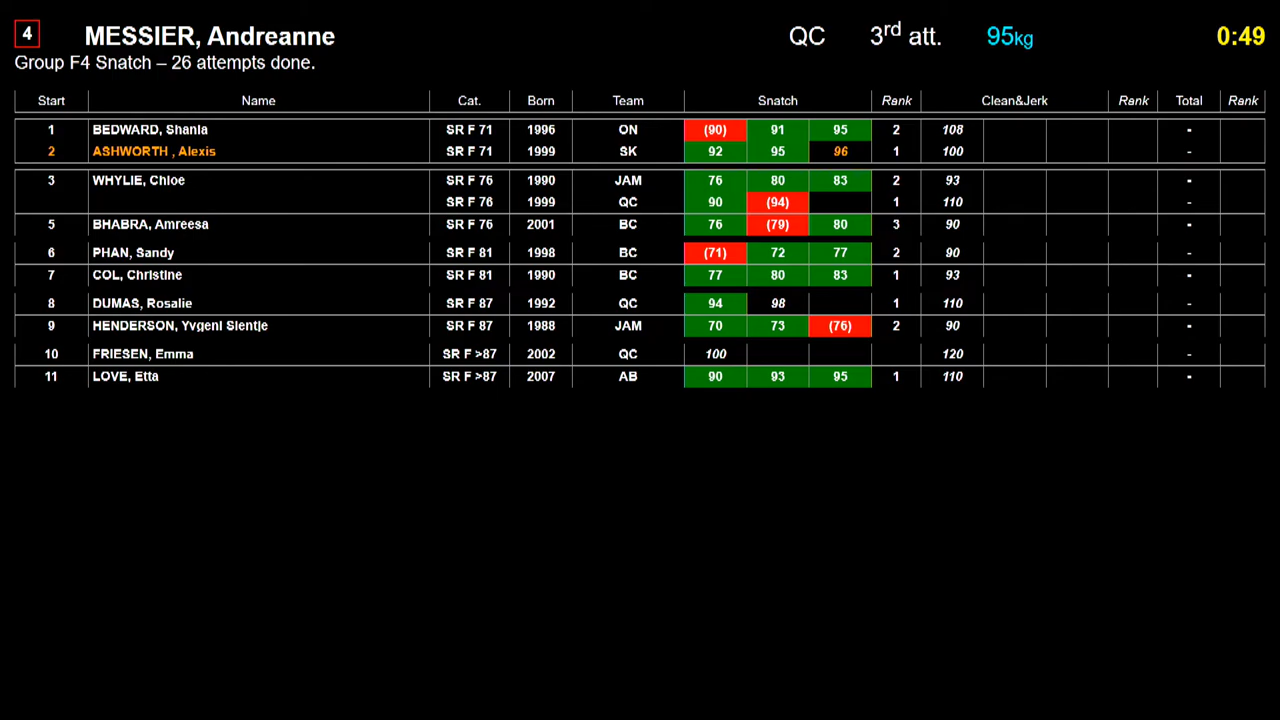 4 MESSIER, Andreanne QC 3rd att. 95kg 0:49
Group F4 Snatch – 26 attempts done.
Start Name Cat. Born Team Snatch Rank Clean&Jerk Rank Total Rank
1 BEDWARD, Shania SR F 71 1996 ON (90) 91 95 2 108 -
2 ASHWORTH , Alexis SR F 71 1999 SK 92 95 96 1 100 -
3 WHYLIE, Chloe SR F 76 1990 JAM 76 80 83 2 93 -
SR F 76 1999 QC 90 (94) 1 110 -
5 BHABRA, Amreesa SR F 76 2001 BC 76 (79) 80 3 90 -
6 PHAN, Sandy SR F 81 1998 BC (71) 72 77 2 90 -
7 COL, Christine SR F 81 1990 BC 77 80 83 1 93 -
8 DUMAS, Rosalie SR F 87 1992 QC 94 98 1 110 -
9 HENDERSON, Yvgeni Sientje SR F 87 1988 JAM 70 73 (76) 2 90 -
10 FRIESEN, Emma SR F >87 2002 QC 100 - 120 -
11 LOVE, Etta SR F >87 2007 AB 90 93 95 1 110 -